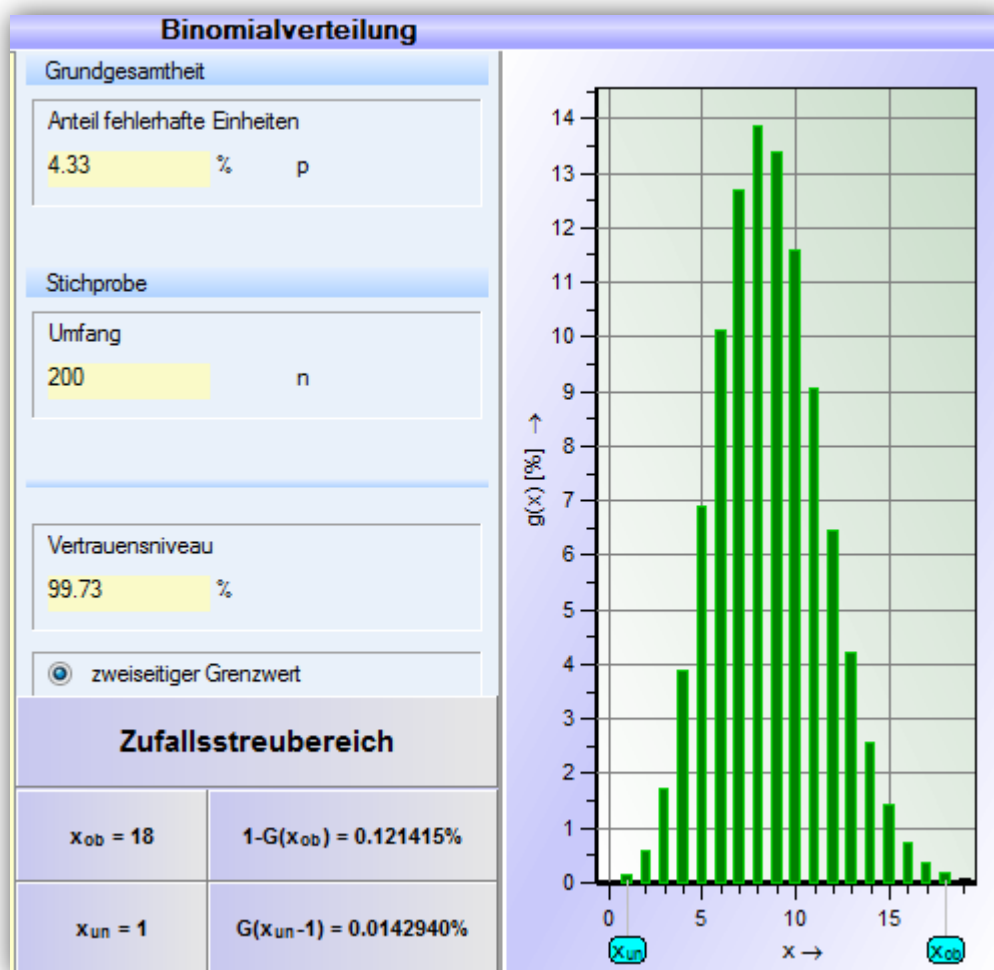 Binomialverteilung
Grundgesamtheit
Anteil fehlerhafte Einheiten
4.33 % p
Stichprobe
Umfang
200 n
Vertrauensniveau
99.73 %
zweiseitiger Grenzwert
Zufallsstreubereich
xob = 18 1-G(xob) = 0.121415%
xun = 1 G(xun-1) = 0.0142940%
g(x) [%] →
14
13
12
11
10
9
8
7
6
5
4
3
2
1
0
0 5 10 15
xun x → xob